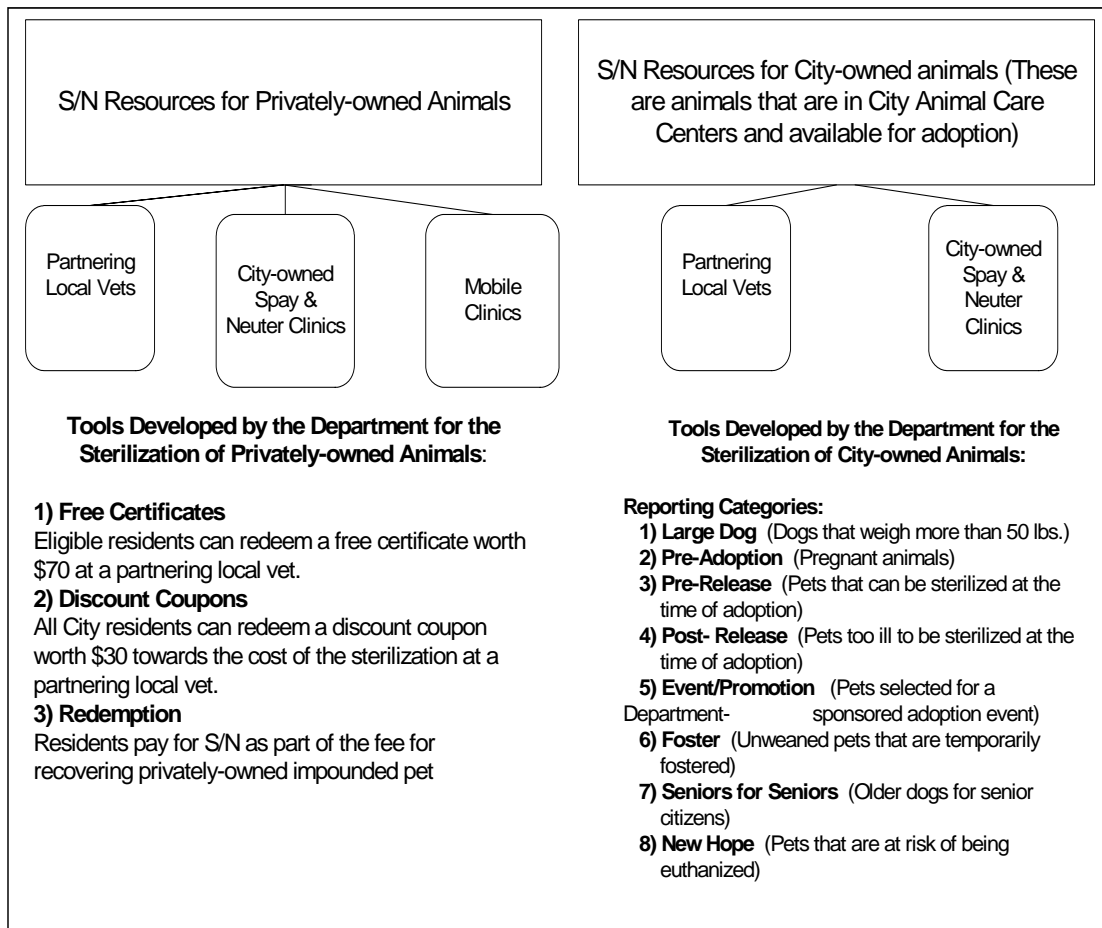 S/N Resources for Privately-owned Animals
Partnering
Local Vets
City-owned
Spay &
Neuter Clinics
Mobile
Clinics
Tools Developed by the Department for the
Sterilization of Privately-owned Animals:
1) Free Certificates
Eligible residents can redeem a free certificate worth
$70 at a partnering local vet.
2) Discount Coupons
All City residents can redeem a discount coupon
worth $30 towards the cost of the sterilization at a
partnering local vet.
3) Redemption
Residents pay for S/N as part of the fee for
recovering privately-owned impounded pet
S/N Resources for City-owned animals (These
are animals that are in City Animal Care
Centers and available for adoption)
Partnering
Local Vets
City-owned
Spay &
Neuter
Clinics
Tools Developed by the Department for the
Sterilization of City-owned Animals:
Reporting Categories:
1) Large Dog (Dogs that weigh more than 50 lbs.)
2) Pre-Adoption (Pregnant animals)
3) Pre-Release (Pets that can be sterilized at the
time of adoption)
4) Post- Release (Pets too ill to be sterilized at the
time of adoption)
5) Event/Promotion (Pets selected for a
Department- sponsored adoption event)
6) Foster (Unweaned pets that are temporarily
fostered)
7) Seniors for Seniors (Older dogs for senior
citizens)
8) New Hope (Pets that are at risk of being
euthanized)